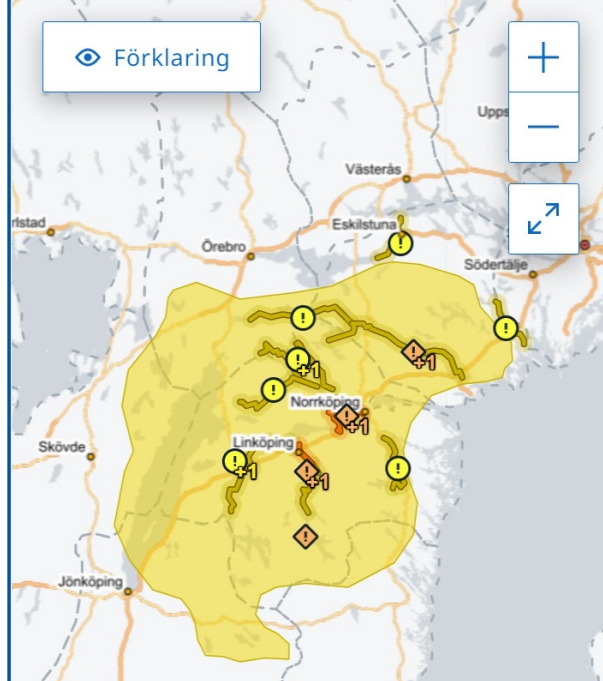 Förklaring
+
Upps
−
Västerås
rlstad
Eskilstuna
!
Örebro
Södertälje
!
!
!
+1
!
+1
!
Norrköping
!
+1
Linköping
Skövde
!
+1
!
+1
!
!
Jönköping